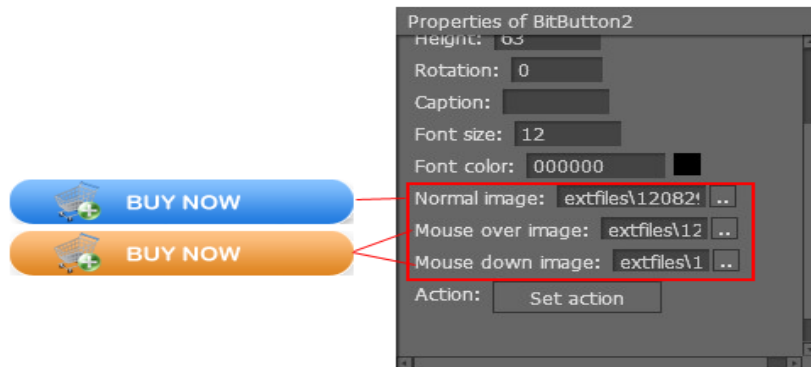 Properties of BitButton2
Height: 63
Rotation: 0
Caption:
Font size: 12
Font color: 000000
Normal image: extfiles\12082 ..
Mouse over image: extfiles\12 ..
Mouse down image: extfiles\1 ..
Action: Set action
BUY NOW
BUY NOW